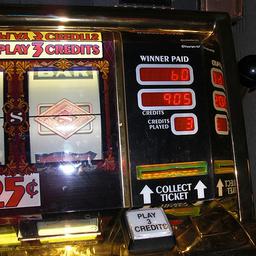 PLAY 3 CREDITS
BAR
$
25¢
WINNER PAID
60
905
CREDITS
CREDITS
PLAYED
3
COLLECT
TICKET
PLAY
3
CREDITS